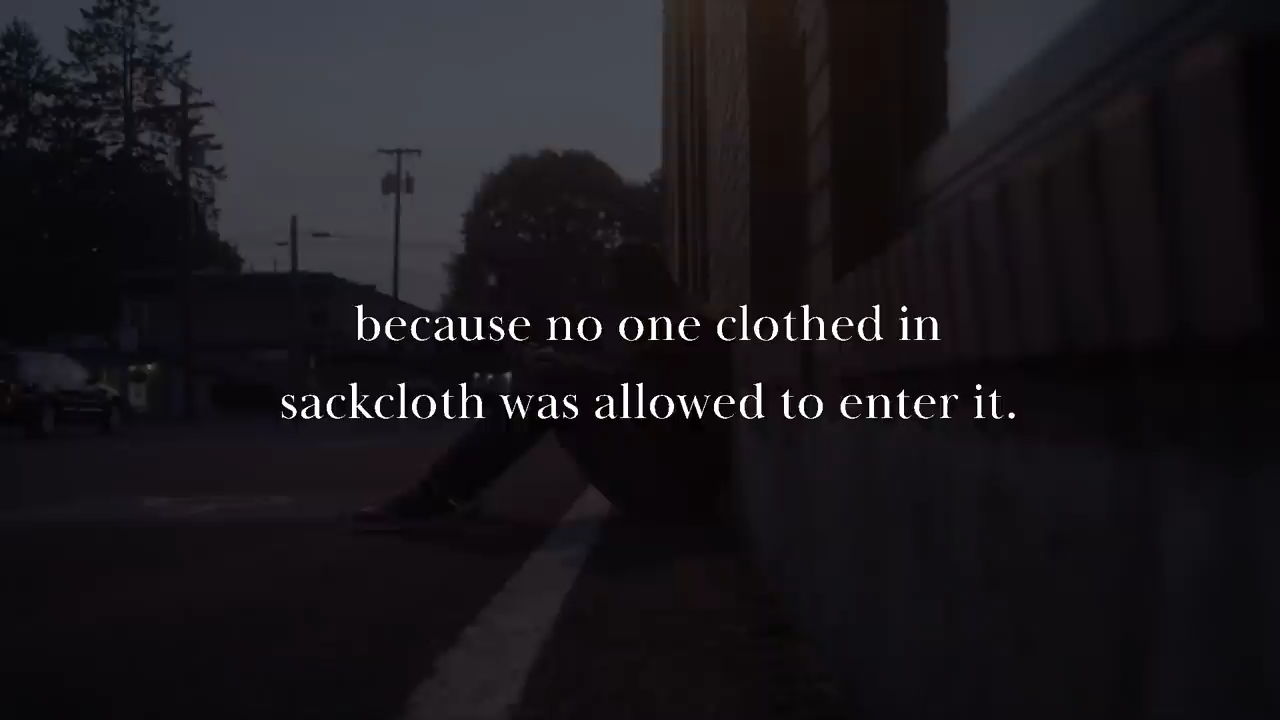 because no one clothed in
sackcloth was allowed to enter it.